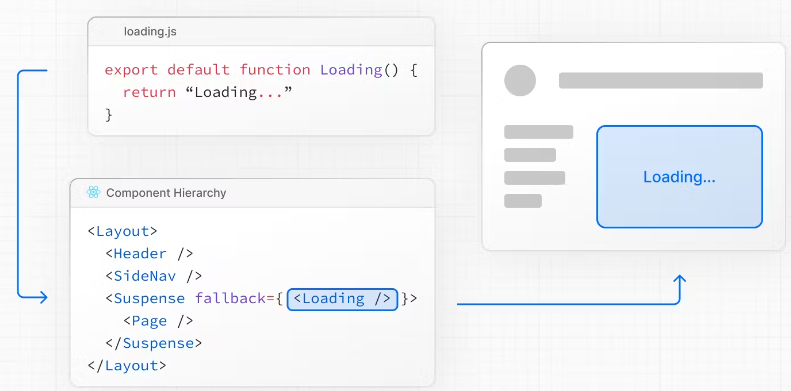 loading.js
export default function Loading() {
  return “Loading...”
}
Component Hierarchy
<Layout>
  <Header />
  <SideNav />
  <Suspense fallback={<Loading />}>
    <Page />
  </Suspense>
</Layout>
Loading...